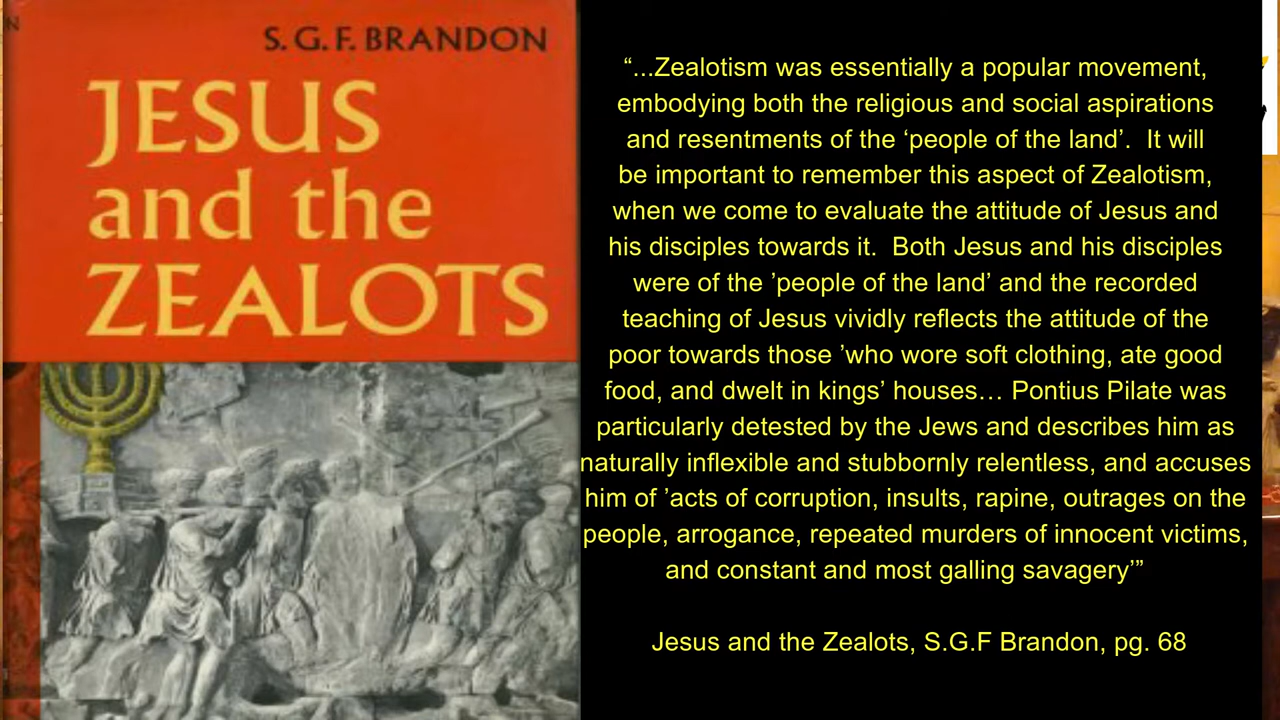 N
S. G. F. BRANDON
JESUS
and the
ZEALOTS
“...Zealotism was essentially a popular movement,
embodying both the religious and social aspirations
and resentments of the ‘people of the land’.  It will
be important to remember this aspect of Zealotism,
when we come to evaluate the attitude of Jesus and
his disciples towards it.  Both Jesus and his disciples
were of the ’people of the land’ and the recorded
teaching of Jesus vividly reflects the attitude of the
poor towards those ’who wore soft clothing, ate good
food, and dwelt in kings’ houses… Pontius Pilate was
particularly detested by the Jews and describes him as
naturally inflexible and stubbornly relentless, and accuses
him of ’acts of corruption, insults, rapine, outrages on the
people, arrogance, repeated murders of innocent victims,
and constant and most galling savagery’”
Jesus and the Zealots, S.G.F Brandon, pg. 68